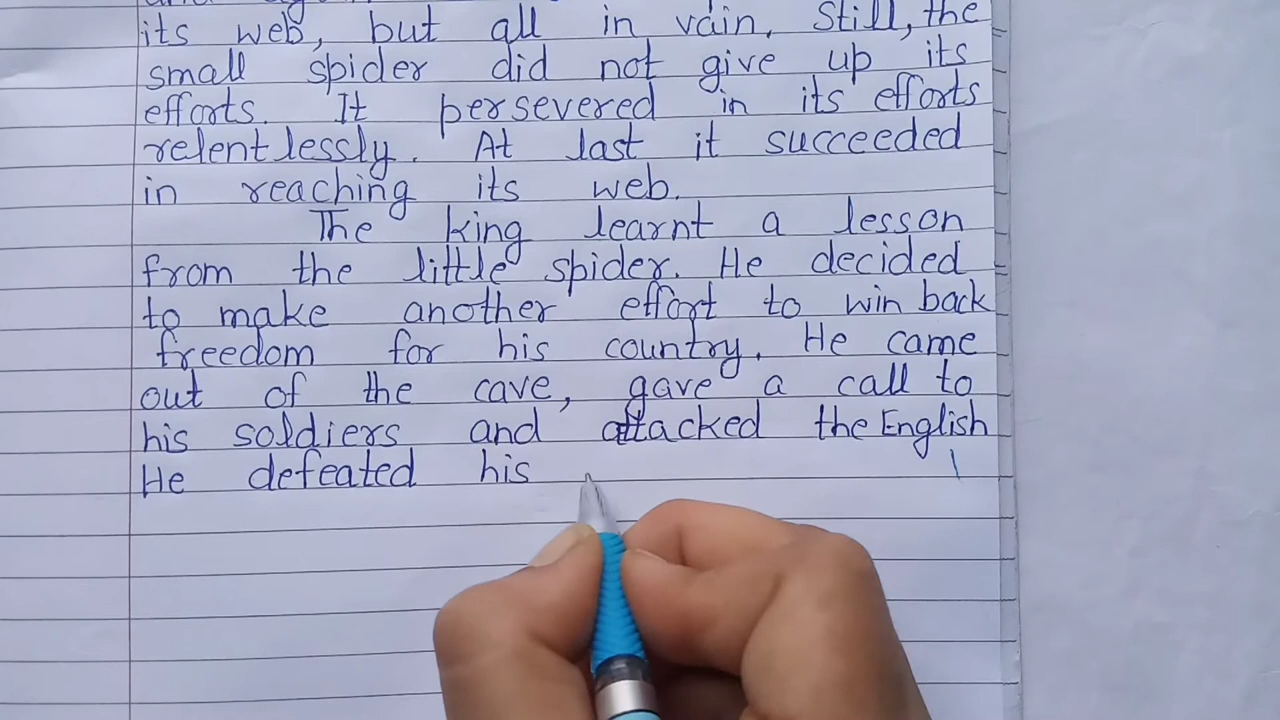 its web, but all in vain. Still, the
small spider did not give up its
efforts. It persevered in its efforts
relentlessly. At last it succeeded
in reaching its web.
The king learnt a lesson
from the little spider. He decided
to make another effort to win back
freedom for his country. He came
out of the cave, gave a call to
his soldiers and attacked the English
He defeated his